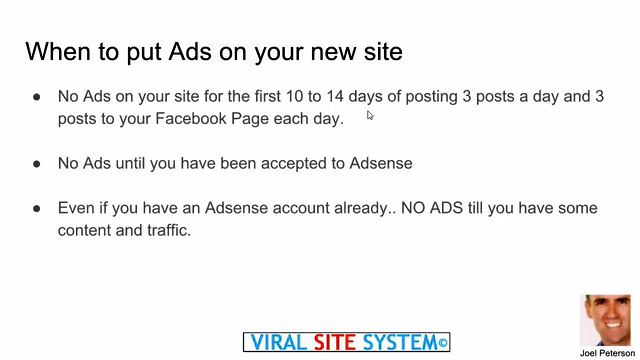 When to put Ads on your new site
● No Ads on your site for the first 10 to 14 days of posting 3 posts a day and 3
posts to your Facebook Page each day.
● No Ads until you have been accepted to Adsense
● Even if you have an Adsense account already.. NO ADS till you have some
content and traffic.
VIRAL SITE SYSTEM©
Joel Peterson